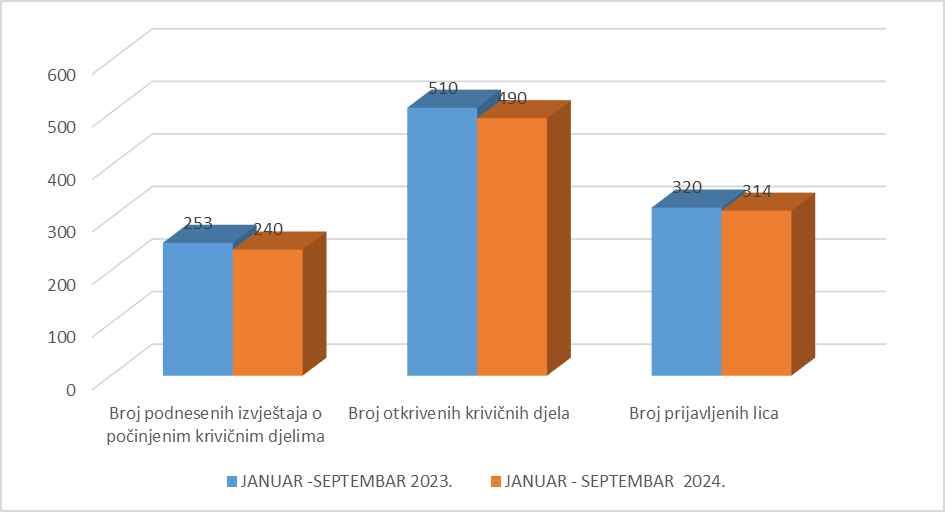 600
500
400
300
200
100
0
253
240
510
490
320
314
Broj podnesenih izvještaja o
počinjenim krivičnim djelima
Broj otkrivenih krivičnih djela
Broj prijavljenih lica
JANUAR -SEPTEMBAR 2023.
JANUAR - SEPTEMBAR  2024.